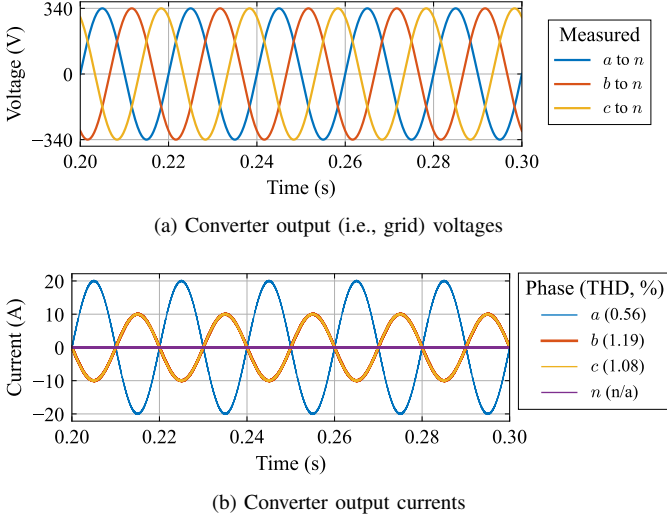 340
0
−340
Voltage (V)
0.20
0.22
0.24
0.26
0.28
0.30
Time (s)
Measured
a to n
b to n
c to n
(a) Converter output (i.e., grid) voltages
20
10
0
−10
−20
Current (A)
0.20
0.22
0.24
0.26
0.28
0.30
Time (s)
Phase (THD, %)
a (0.56)
b (1.19)
c (1.08)
n (n/a)
(b) Converter output currents